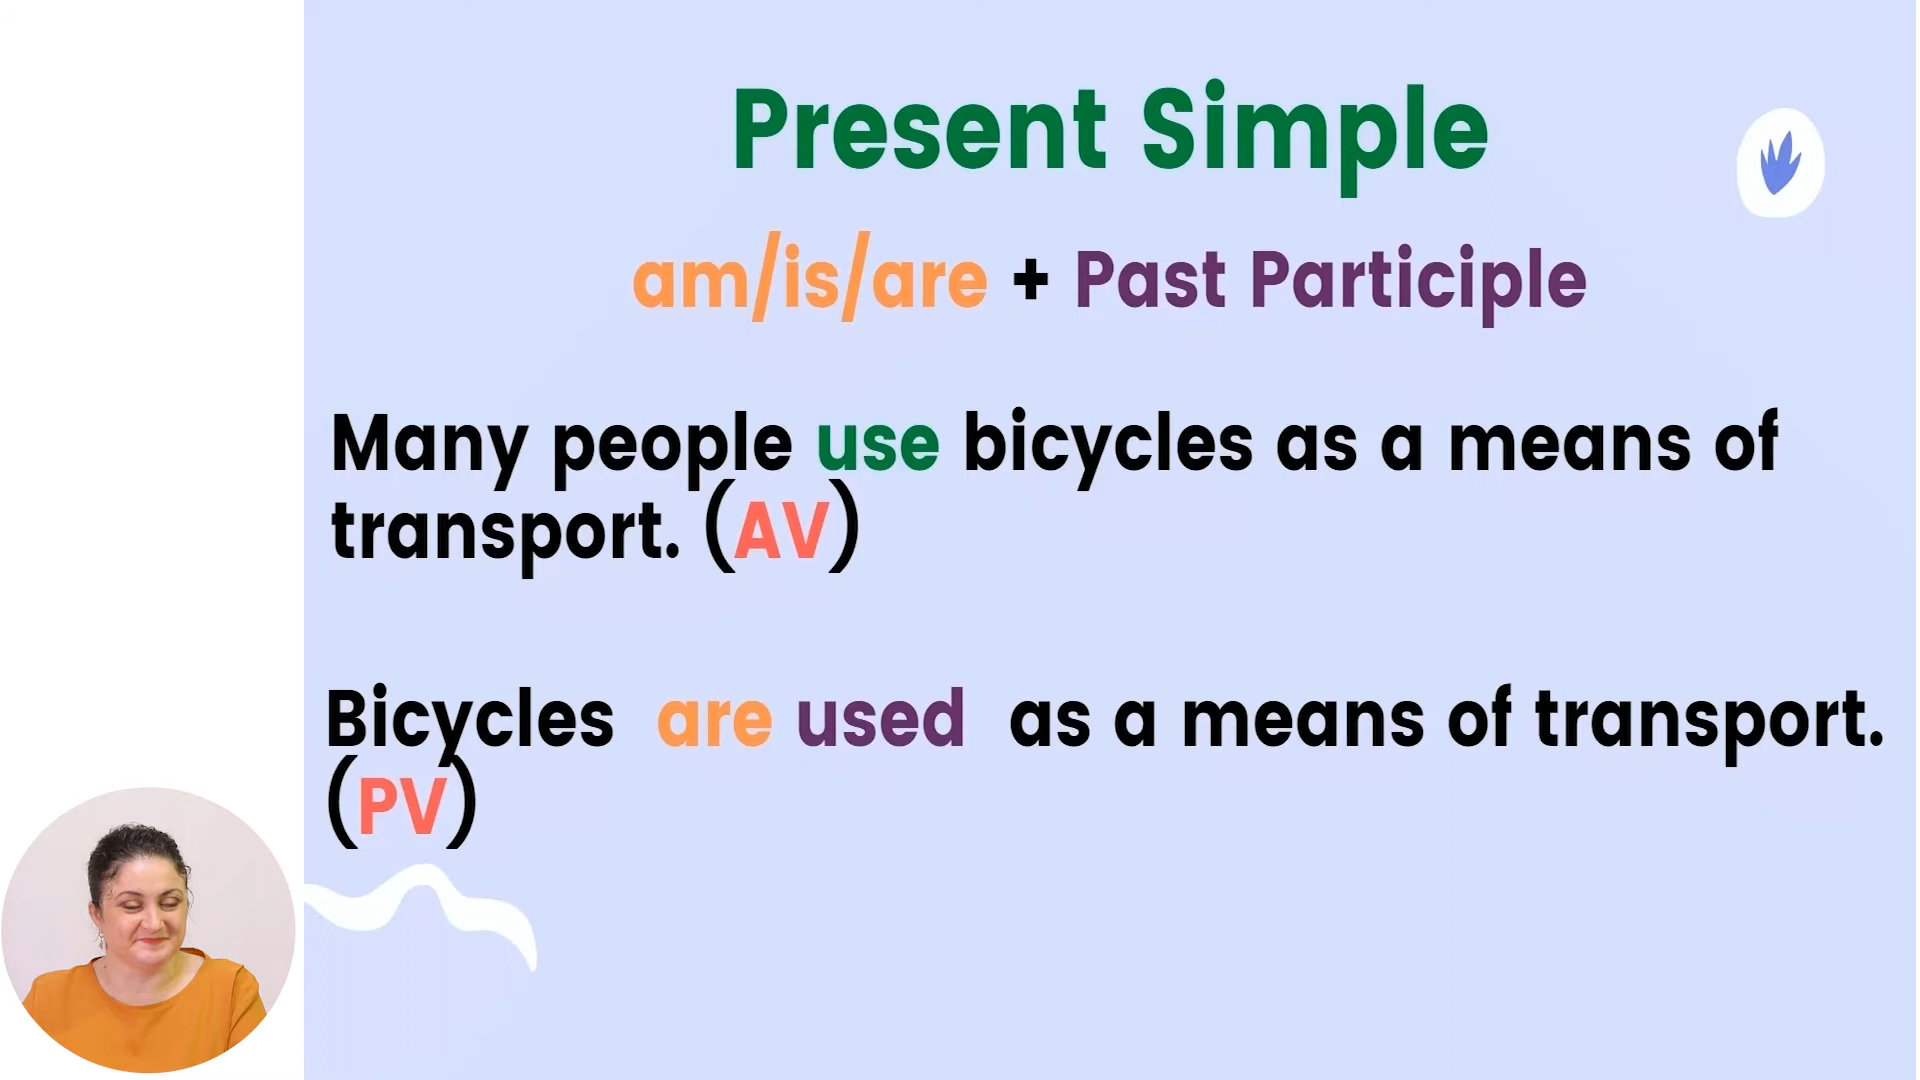 Present Simple
am/is/are + Past Participle
Many people use bicycles as a means of
transport. (AV)
Bicycles are used as a means of transport.
(PV)